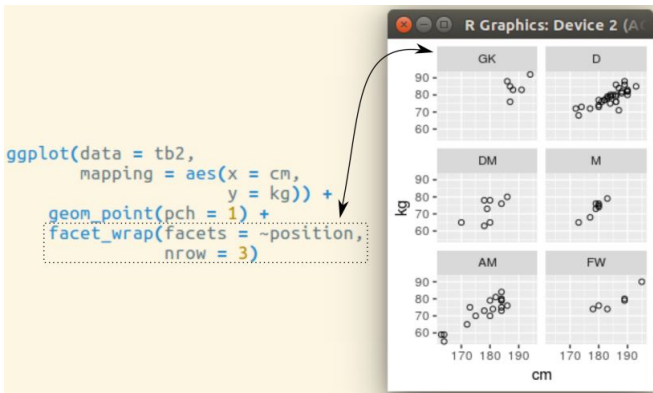 ggplot(data = tb2,
mapping = aes(x = cm,
y = kg)) +
geom_point(pch = 1) +
facet_wrap(facets = ~position,
nrow = 3)
R Graphics: Device 2 (A
GK
D
90
80
70
60
DM
M
90
80
70
60
kg
AM
FW
90
80
70
60
170 180 190
170 180 190
cm